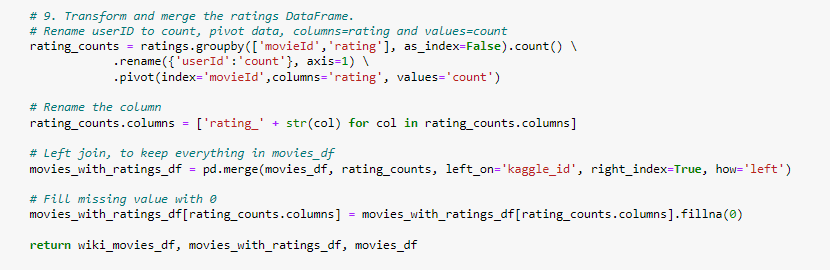 # 9. Transform and merge the ratings DataFrame.
# Rename userID to count, pivot data, columns=rating and values=count
rating_counts = ratings.groupby(['movieId','rating'], as_index=False).count() \
.rename({'userId':'count'}, axis=1) \
.pivot(index='movieId',columns='rating', values='count')
# Rename the column
rating_counts.columns = ['rating_' + str(col) for col in rating_counts.columns]
# Left join, to keep everything in movies_df
movies_with_ratings_df = pd.merge(movies_df, rating_counts, left_on='kaggle_id', right_index=True, how='left')
# Fill missing value with 0
movies_with_ratings_df[rating_counts.columns] = movies_with_ratings_df[rating_counts.columns].fillna(0)
return wiki_movies_df, movies_with_ratings_df, movies_df